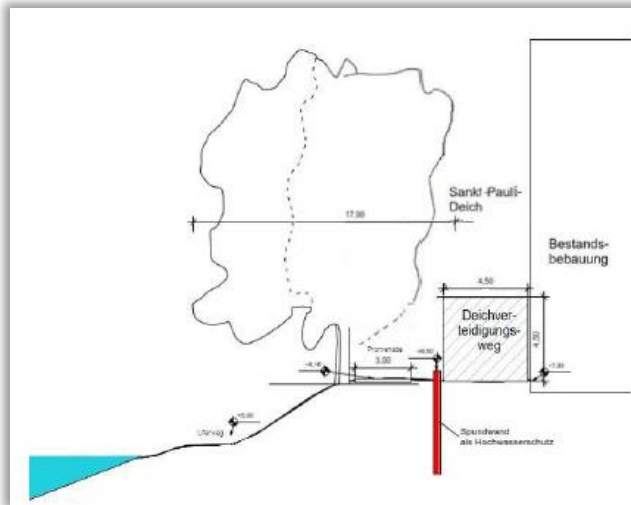 17,00
Sankt-Pauli-
Deich
Bestands-
bebauung
4,50
Deichver-
teidigungs-
weg
4,50
Promenade
3,00
Uferweg
Spundwand
als Hochwasserschutz